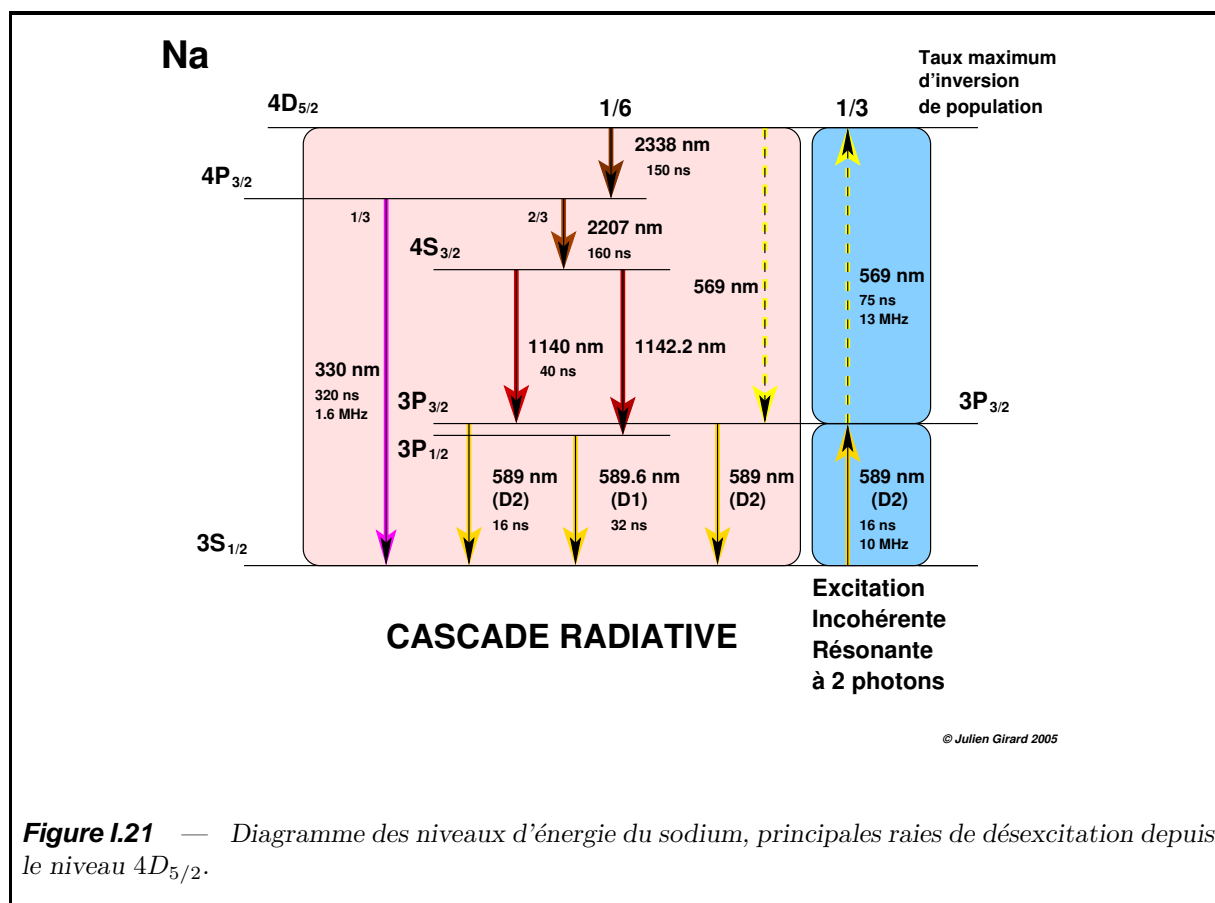 Na
Taux maximum
d'inversion
de population
4D5/2
1/6
1/3
2338 nm
150 ns
4P3/2
1/3
2/3
2207 nm
160 ns
4S3/2
569 nm
569 nm
75 ns
13 MHz
1140 nm
40 ns
1142.2 nm
330 nm
320 ns
1.6 MHz
3P3/2
3P3/2
3P1/2
589 nm
(D2)
16 ns
589.6 nm
(D1)
32 ns
589 nm
(D2)
589 nm
(D2)
16 ns
10 MHz
3S1/2
Excitation
Incohérente
Résonante
à 2 photons
CASCADE RADIATIVE
© Julien Girard 2005
Figure I.21 — Diagramme des niveaux d'énergie du sodium, principales raies de désexcitation depuis
le niveau 4D5/2.